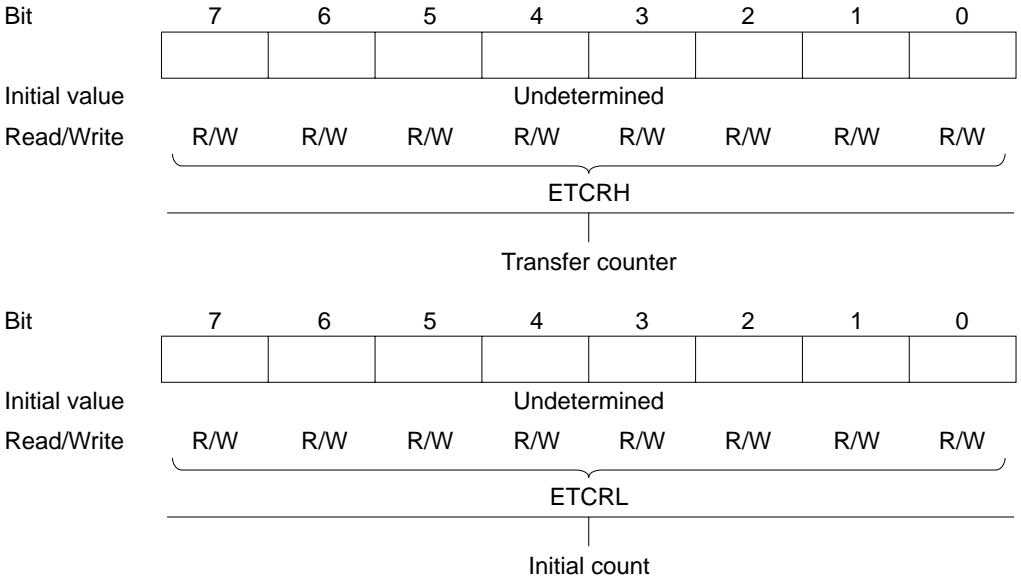 Bit 7 6 5 4 3 2 1 0
Initial value Undetermined
Read/Write R/W R/W R/W R/W R/W R/W R/W R/W
ETCRH
Transfer counter
Bit 7 6 5 4 3 2 1 0
Initial value Undetermined
Read/Write R/W R/W R/W R/W R/W R/W R/W R/W
ETCRL
Initial count